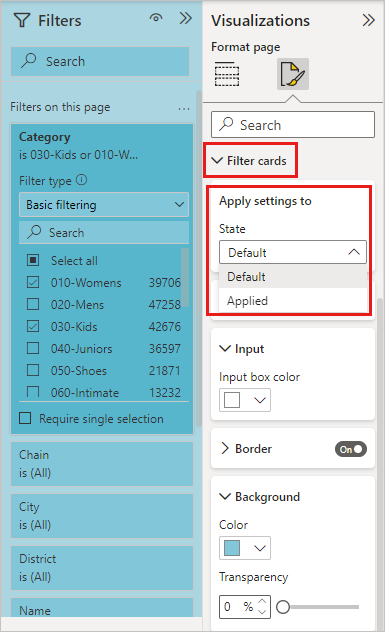 Filters
Search
Filters on this page
...
Category
is 030-Kids or 010-W...
Filter type
Basic filtering
Search
Select all
010-Womens 39706
020-Mens 47258
030-Kids 42676
040-Juniors 36597
050-Shoes 21871
060-Intimate 13232
Require single selection
Chain
is (All)
City
is (All)
District
is (All)
Name
Visualizations
Format page
Search
Filter cards
Apply settings to
State
Default
Default
Applied
Input
Input box color
Border On
Background
Color
Transparency
0 %